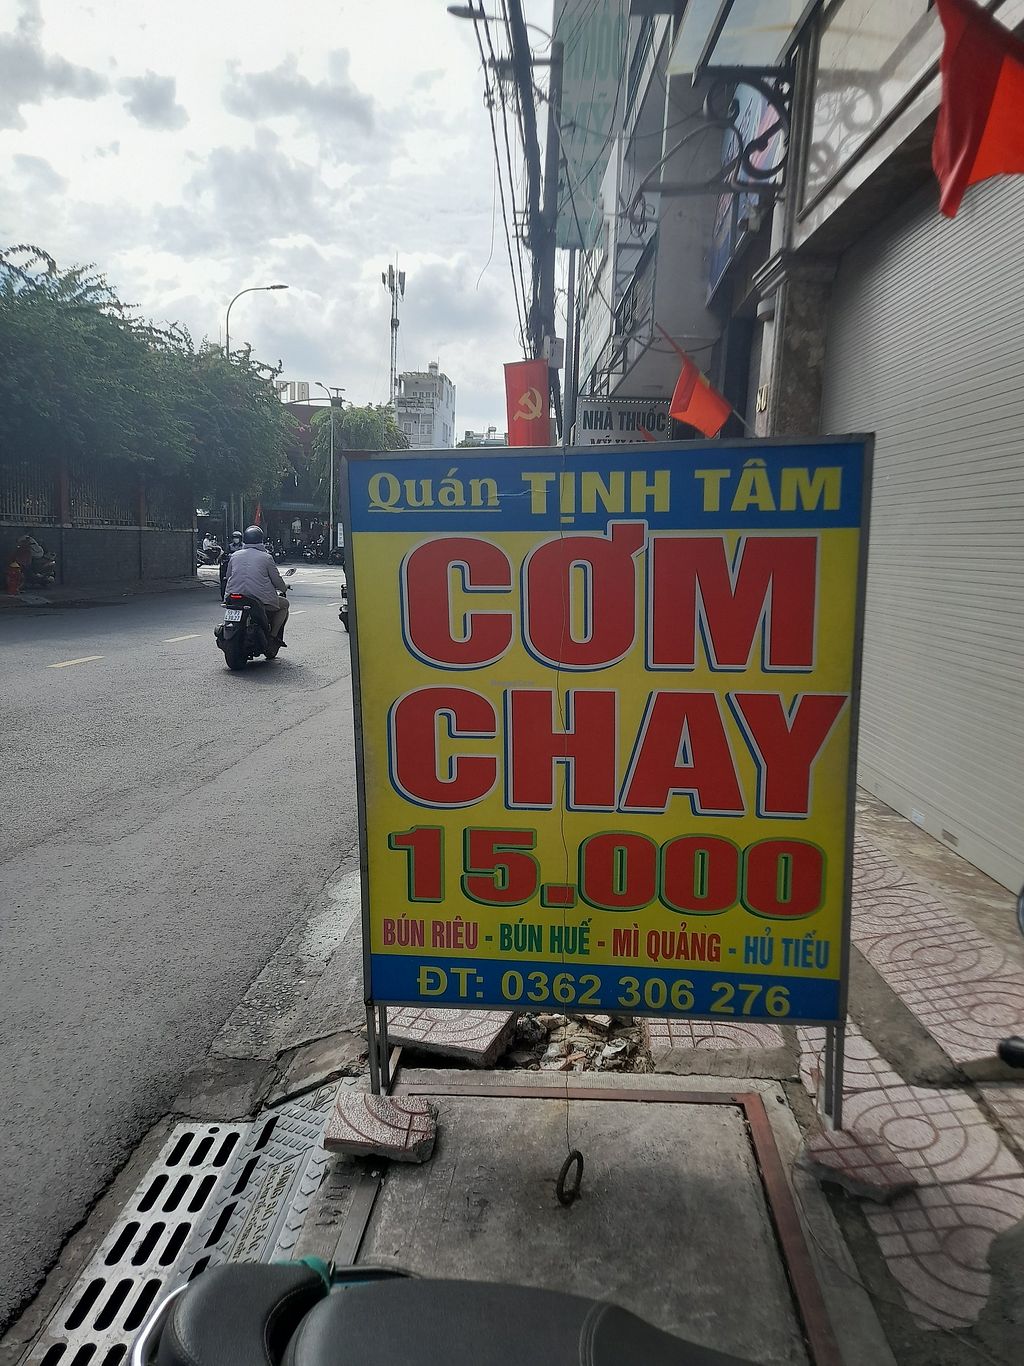 NHÀ THUỐC
Quán TỊNH TÂM
CƠM
CHAY
15.000
BÚN RIÊU - BÚN HUẾ - MÌ QUẢNG - HỦ TIẾU
ĐT: 0362 306 276